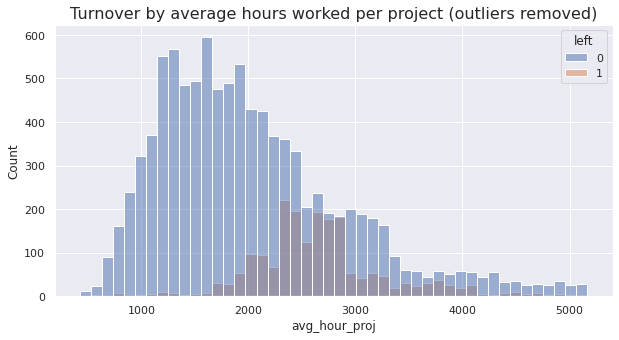 Turnover by average hours worked per project (outliers removed)
left
0
1
600
500
400
300
200
100
0
Count
1000 2000 3000 4000 5000
avg_hour_proj